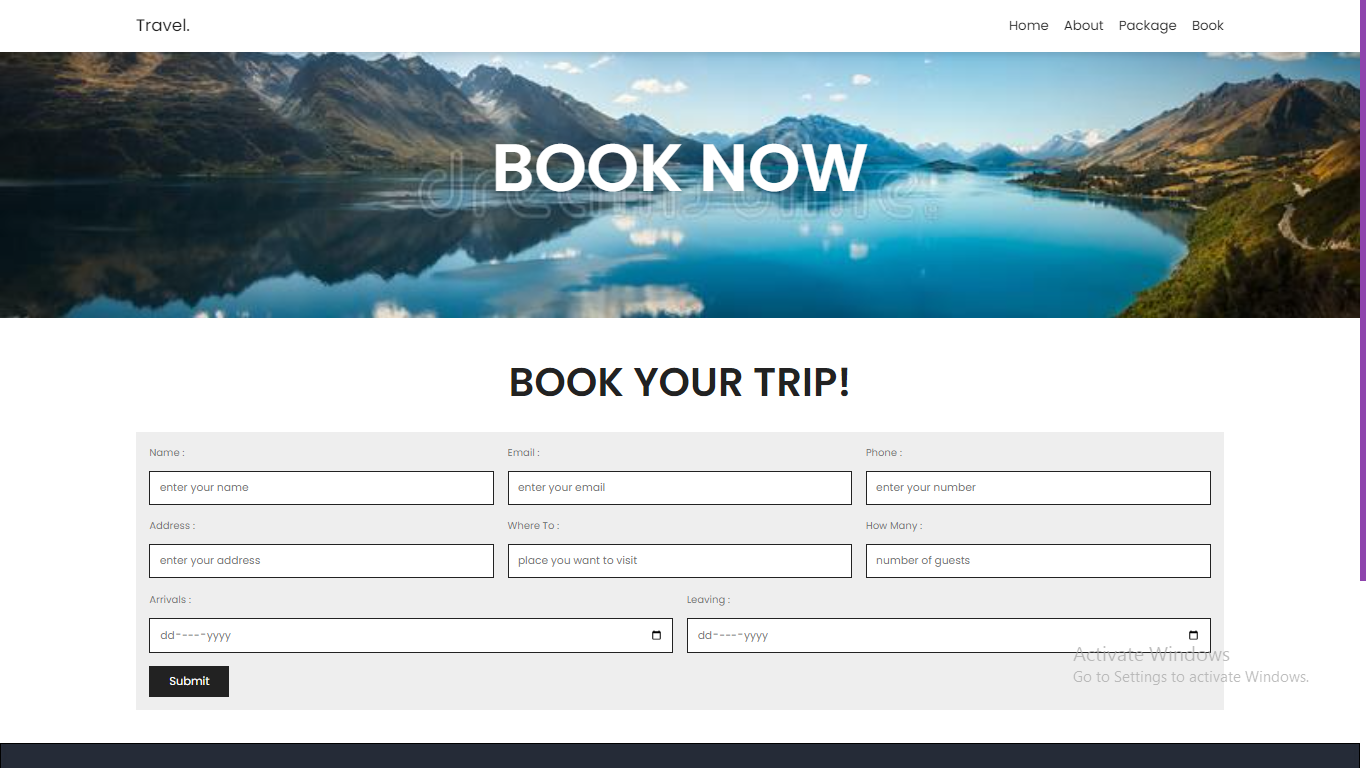 Travel.
Home About Package Book
dreamstime
BOOK NOW
BOOK YOUR TRIP!
Name : Email : Phone :
enter your name enter your email enter your number
Address : Where To : How Many :
enter your address place you want to visit number of guests
Arrivals : Leaving :
dd----yyyy dd----yyyy
Submit
Activate Windows
Go to Settings to activate Windows.